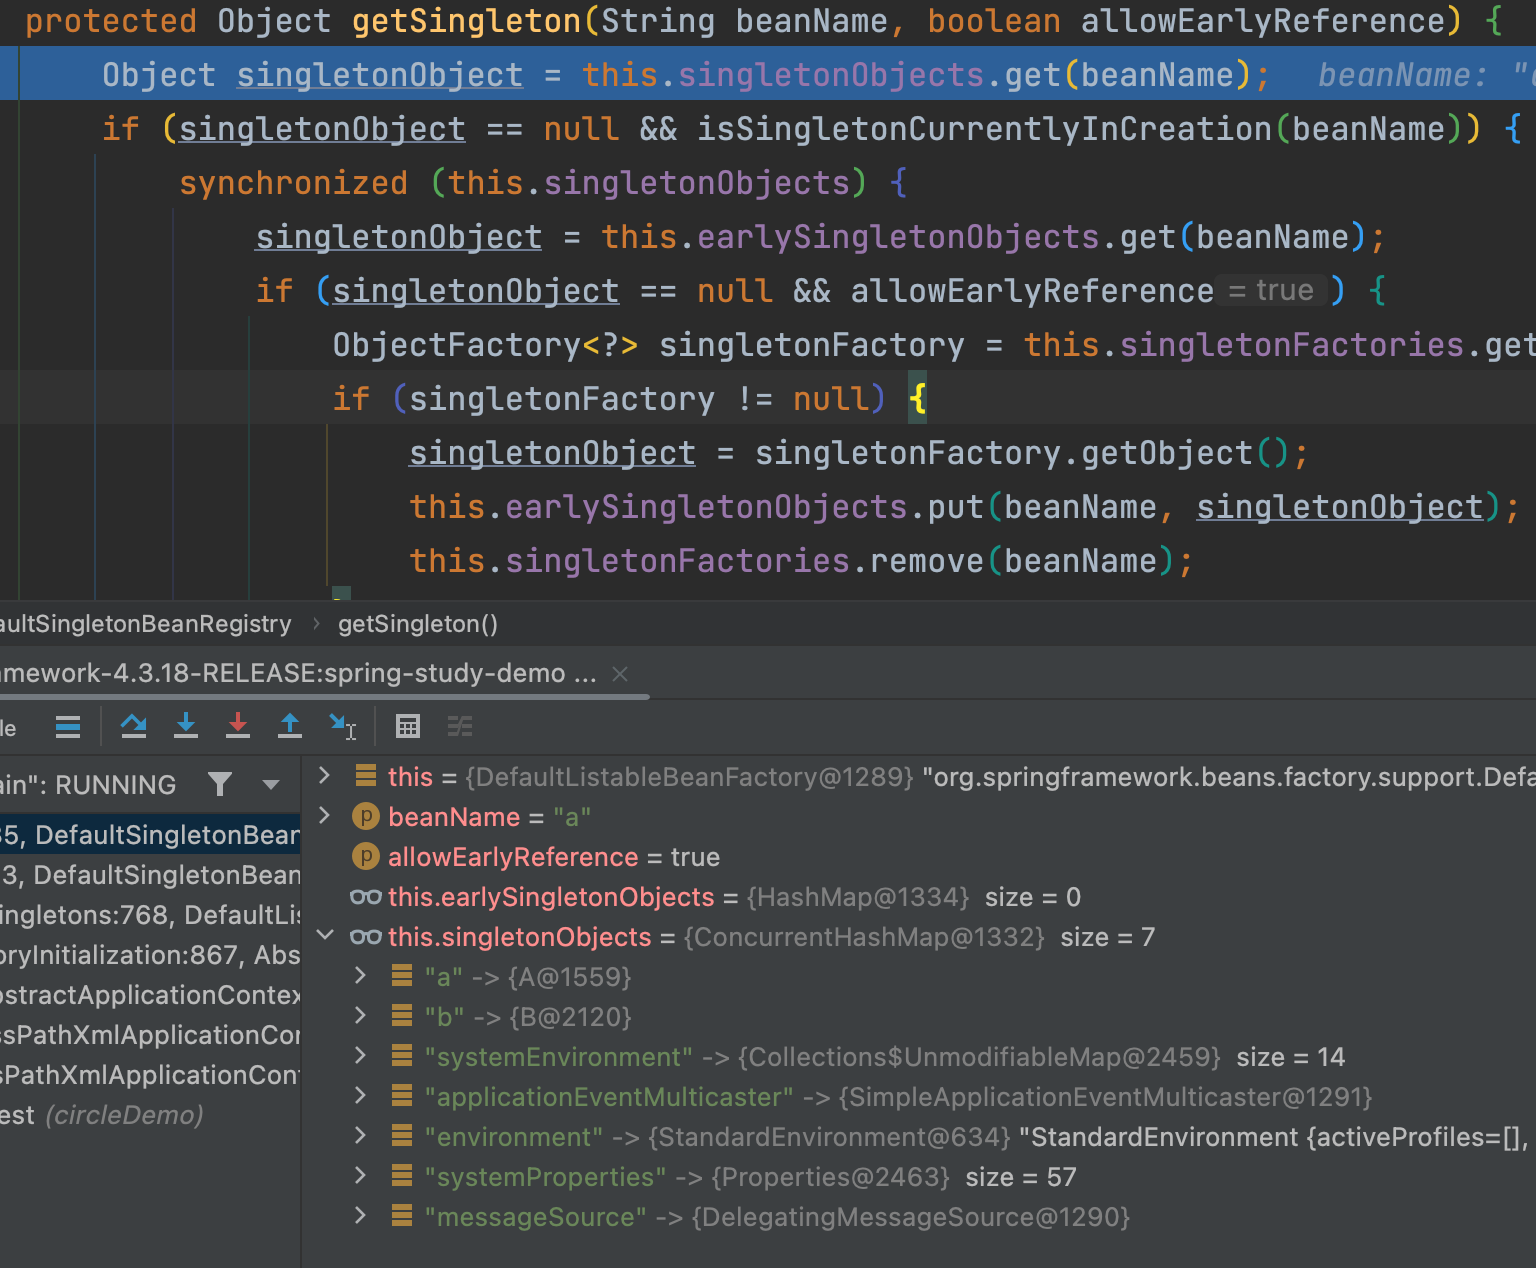 protected Object getSingleton(String beanName, boolean allowEarlyReference) {
Object singletonObject = this.singletonObjects.get(beanName); beanName: "
if (singletonObject == null && isSingletonCurrentlyInCreation(beanName)) {
synchronized (this.singletonObjects) {
singletonObject = this.earlySingletonObjects.get(beanName);
if (singletonObject == null && allowEarlyReference = true ) {
ObjectFactory<?> singletonFactory = this.singletonFactories.get
if (singletonFactory != null) {
singletonObject = singletonFactory.getObject();
this.earlySingletonObjects.put(beanName, singletonObject);
this.singletonFactories.remove(beanName);
aultSingletonBeanRegistry › getSingleton()
amework-4.3.18-RELEASE:spring-study-demo ... ×
le
ain": RUNNING
35, DefaultSingletonBean
3, DefaultSingletonBean
ingletons:768, DefaultLis
oryInitialization:867, Abs
ostractApplicationContex
ssPathXmlApplicationCon
sPathXmlApplicationCont
est (circleDemo)
this = {DefaultListableBeanFactory@1289} "org.springframework.beans.factory.support.Defa
p beanName = "a"
p allowEarlyReference = true
this.earlySingletonObjects = {HashMap@1334} size = 0
this.singletonObjects = {ConcurrentHashMap@1332} size = 7
"a" -> {A@1559}
"b" -> {B@2120}
"systemEnvironment" -> {Collections$UnmodifiableMap@2459} size = 14
"applicationEventMulticaster" -> {SimpleApplicationEventMulticaster@1291}
"environment" -> {StandardEnvironment@634} "StandardEnvironment {activeProfiles=[],
"systemProperties" -> {Properties@2463} size = 57
"messageSource" -> {DelegatingMessageSource@1290}